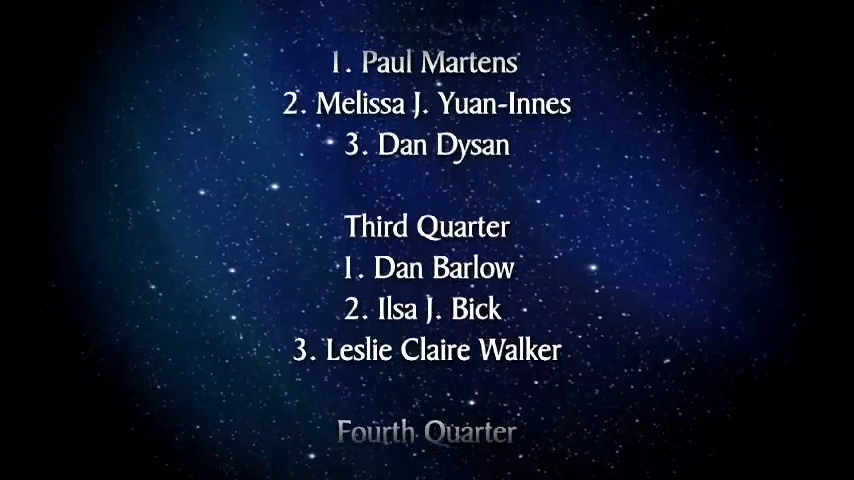 1. Paul Martens
2. Melissa J. Yuan-Innes
3. Dan Dysan
Third Quarter
1. Dan Barlow
2. Ilsa J. Bick
3. Leslie Claire Walker
Fourth Quarter